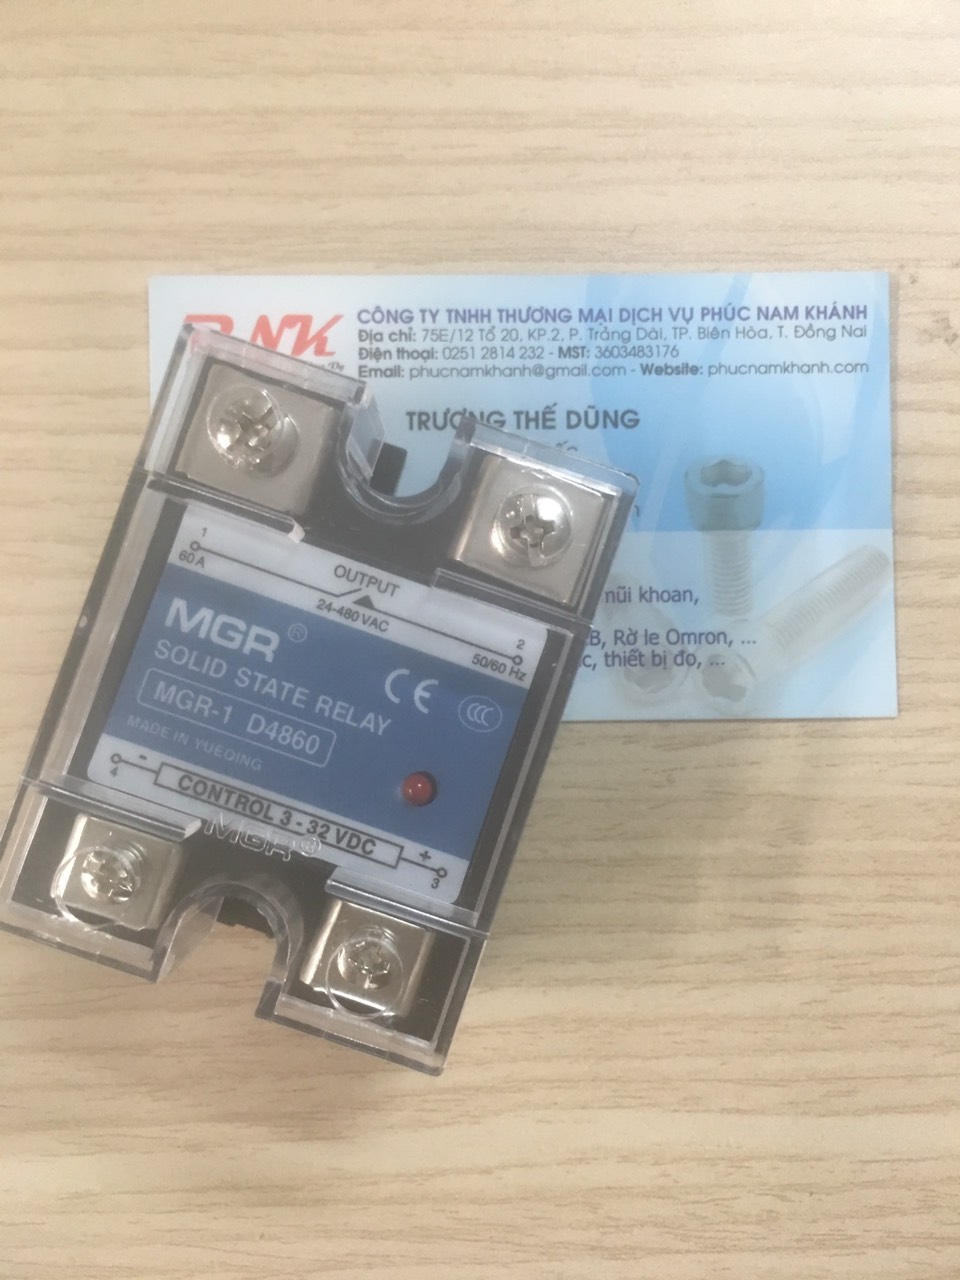 CÔNG TY TNHH THƯƠNG MẠI DỊCH VỤ PHÚC NAM KHÁNH
Địa chỉ: 75E/12 Tổ 20, KP.2, P. Trảng Dài, TP. Biên Hòa, T. Đồng Nai
Điện thoại: 0251 2814 232 - MST: 3603483176
Email: phucnamkhanh@gmail.com - Website: phucnamkhanh.com
TRƯƠNG THẾ DŨNG
nũi khoan,
B, Rờ le Omron, ...
c, thiết bị đo, ...
NK
1
60 A
OUTPUT
24-480 VAC
2
50/60 Hz
MGR®
SOLID STATE RELAY
CE
CCC
MGR-1 D4860
MADE IN YUEQING
4
-
CONTROL 3 - 32 VDC
+
3
MGR®